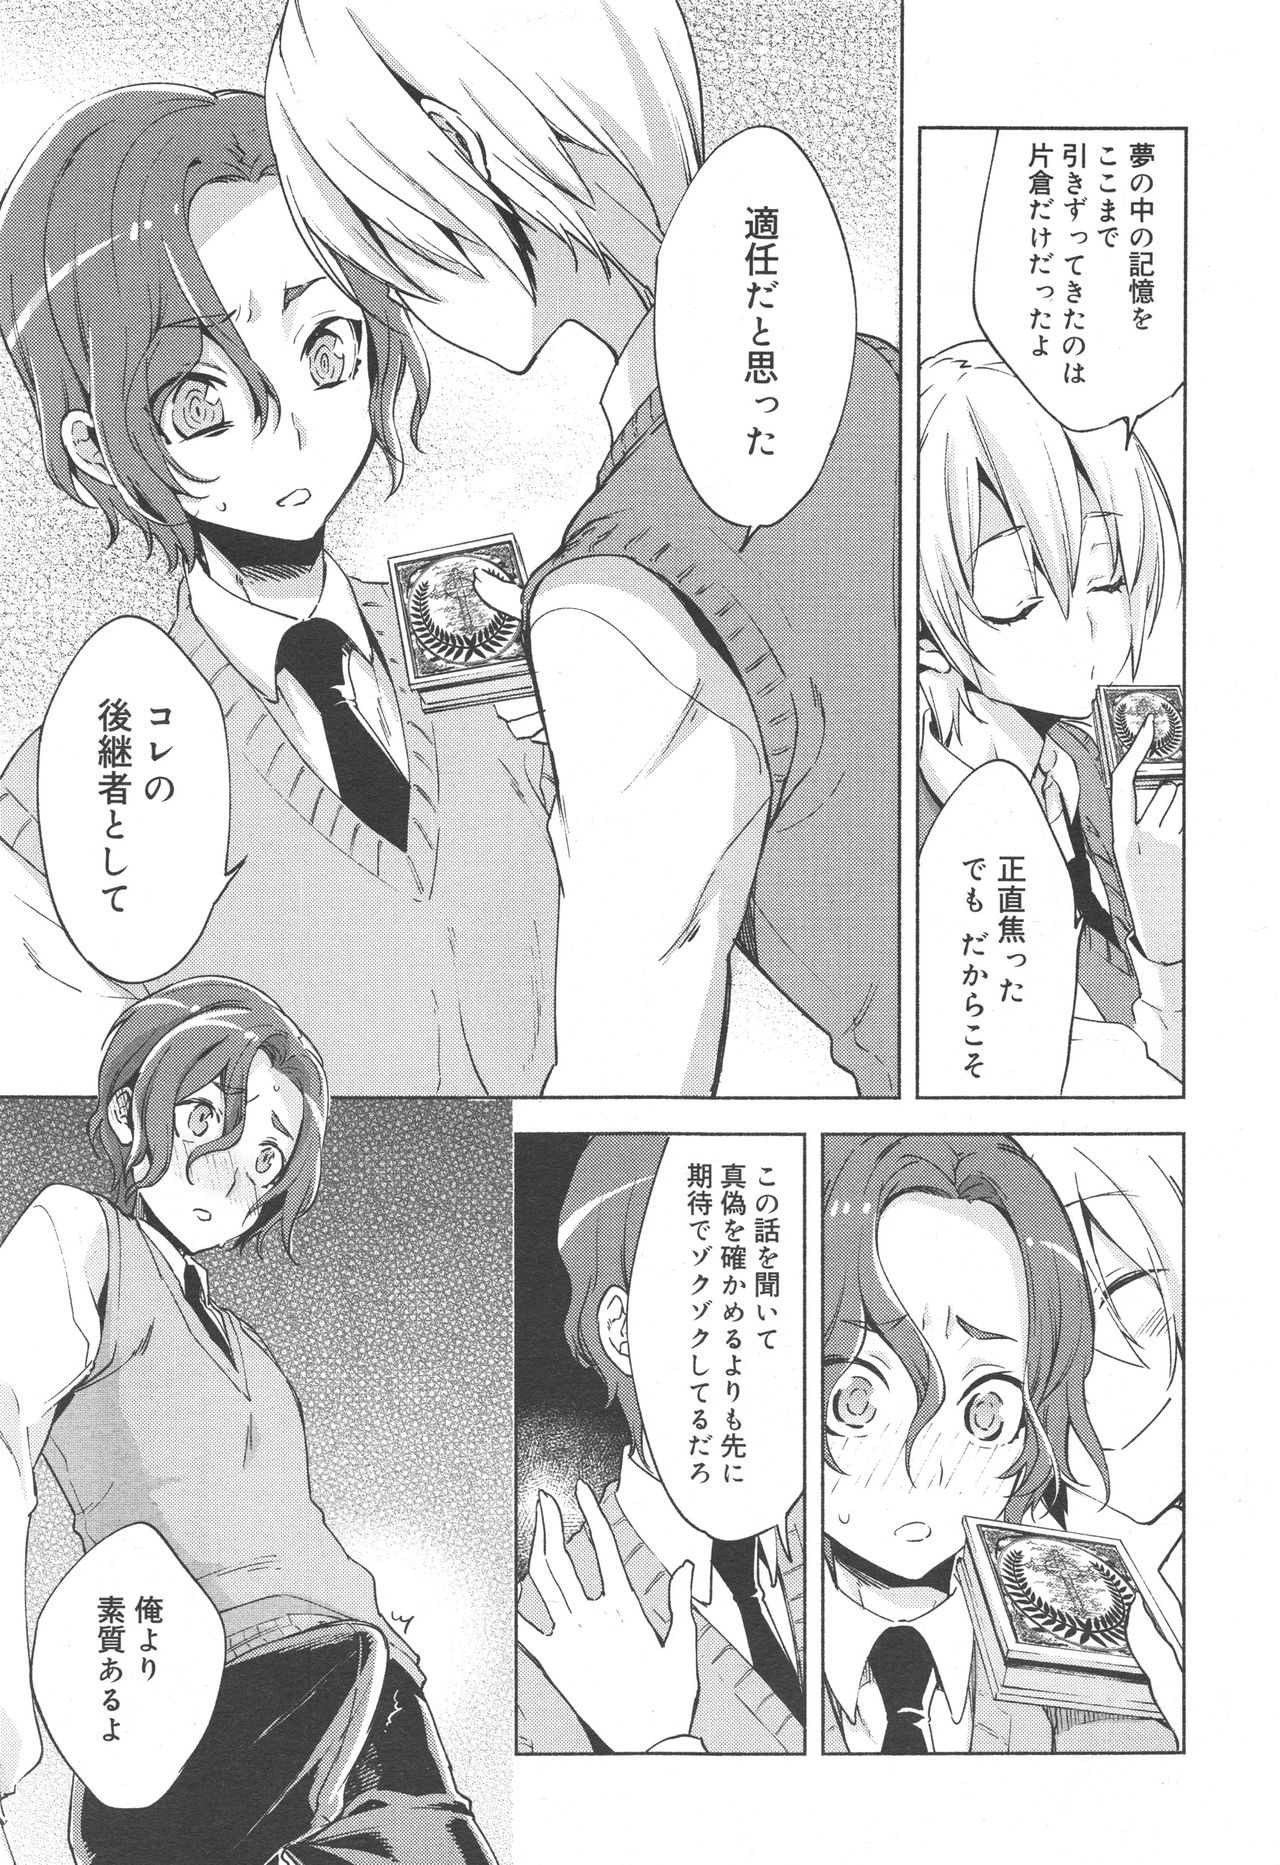 夢の中の記憶を
ここまで
引きずってきたのは
片倉だけだったよ
正直焦った
でも だからこそ
適任だと思った
コレの
後継者として
この話を聞いて
真偽を確かめるよりも先に
期待でゾクゾクしてるだろ
俺より
素質あるよ